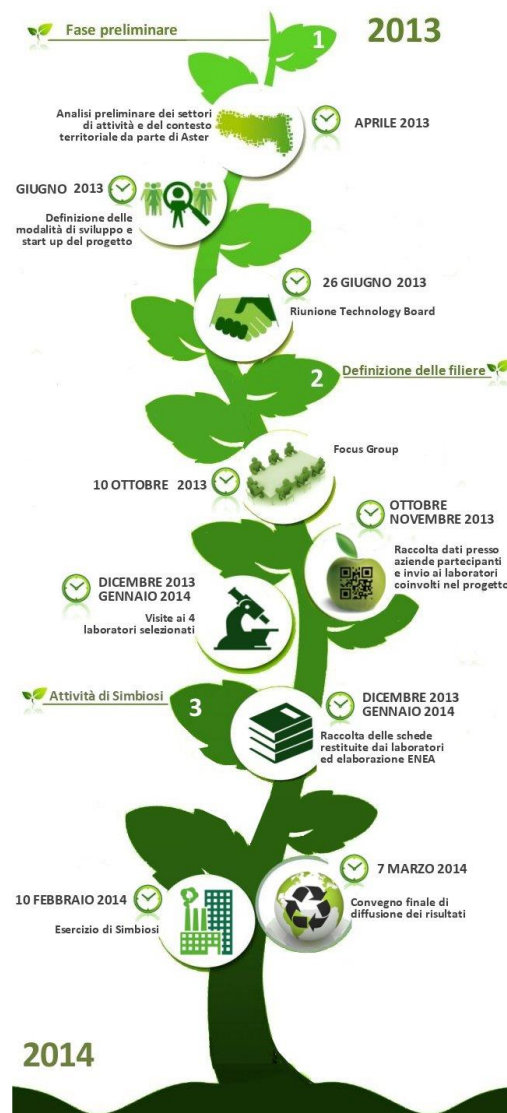 Fase preliminare
1
2013
Analisi preliminare dei settori
di attività e del contesto
territoriale da parte di Aster
APRILE 2013
GIUGNO 2013
Definizione delle
modalità di sviluppo e
start up del progetto
26 GIUGNO 2013
Riunione Technology Board
2
Definizione delle filiere
Focus Group
10 OTTOBRE 2013
OTTOBRE
NOVEMBRE 2013
Raccolta dati presso
aziende partecipanti
e invio ai laboratori
coinvolti nel progetto
DICEMBRE 2013
GENNAIO 2014
Visite ai 4
laboratori selezionati
Attività di Simbiosi
3
DICEMBRE 2013
GENNAIO 2014
Raccolta delle schede
restituite dai laboratori
ed elaborazione ENEA
7 MARZO 2014
Convegno finale di
diffusione dei risultati
10 FEBBRAIO 2014
Esercizio di Simbiosi
2014